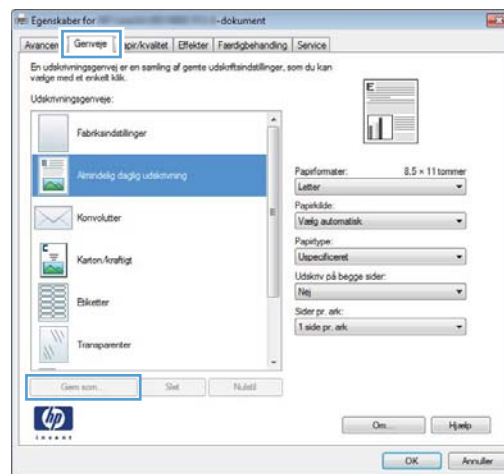 Egenskaber for -dokument
Avancer Genveje apir/kvalitet Effekter Færdigbehandling Service
En udskrivningsgenvej er en samling af gemte udskriftsindstillinger, som du kan
vælge med et enkelt klik.
Udskrivningsgenveje:
Fabriksindstillinger
Almindelig daglig udskrivning
Konvolutter
Karton/kraftigt
Etiketter
Transparenter
Gem som... Slet Nulstil
E
Papirformater: 8.5 × 11 tommer
Letter
Papirkilde:
Vælg automatisk
Papirtype:
Uspecificeret
Udskriv på begge sider:
Nej
Sider pr. ark:
1 side pr. ark
hp
invent
Om... Hjælp
OK Annuller